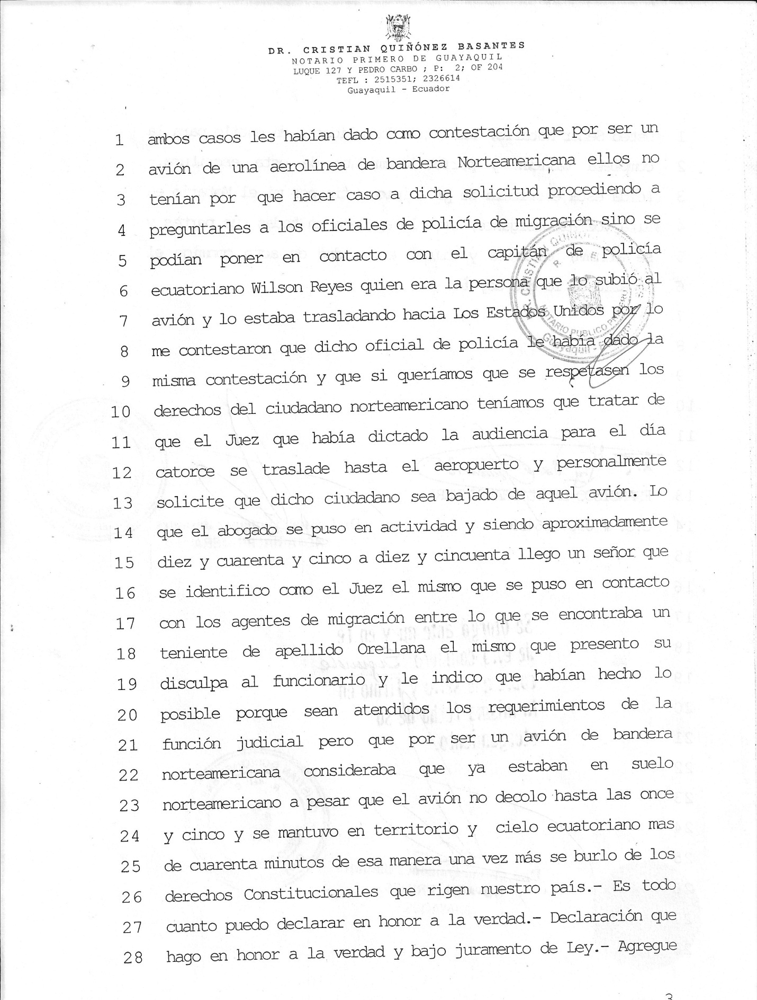 DR. CRISTIAN QUIÑÓNEZ BASANTES
NOTARIO PRIMERO DE GUAYAQUIL
LUQUE 127 Y PEDRO CARBO ; P: 2; OF 204
TEFL : 2515351; 2326614
Guayaquil - Ecuador
1 ambos casos les habían dado como contestación que por ser un
2 avión de una aerolínea de bandera Norteamericana ellos no
3 tenían por que hacer caso a dicha solicitud procediendo a
4 preguntarles a los oficiales de policía de migración sino se
5 podían poner en contacto con el capitán de policía
6 ecuatoriano Wilson Reyes quien era la persona que lo subió al
7 avión y lo estaba trasladando hacia Los Estados Unidos por lo
8 me contestaron que dicho oficial de policía le había dado la
9 misma contestación y que si queríamos que se respetasen los
10 derechos del ciudadano norteamericano teníamos que tratar de
11 que el Juez que había dictado la audiencia para el día
12 catorce se traslade hasta el aeropuerto y personalmente
13 solicite que dicho ciudadano sea bajado de aquel avión. Lo
14 que el abogado se puso en actividad y siendo aproximadamente
15 diez y cuarenta y cinco a diez y cincuenta llego un señor que
16 se identifico como el Juez el mismo que se puso en contacto
17 con los agentes de migración entre lo que se encontraba un
18 teniente de apellido Orellana el mismo que presento su
19 disculpa al funcionario y le indico que habían hecho lo
20 posible porque sean atendidos los requerimientos de la
21 función judicial pero que por ser un avión de bandera
22 norteamericana consideraba que ya estaban en suelo
23 norteamericano a pesar que el avión no decolo hasta las once
24 y cinco y se mantuvo en territorio y cielo ecuatoriano mas
25 de cuarenta minutos de esa manera una vez más se burlo de los
26 derechos Constitucionales que rigen nuestro país.- Es todo
27 cuanto puedo declarar en honor a la verdad.- Declaración que
28 hago en honor a la verdad y bajo juramento de Ley.- Agregue
3